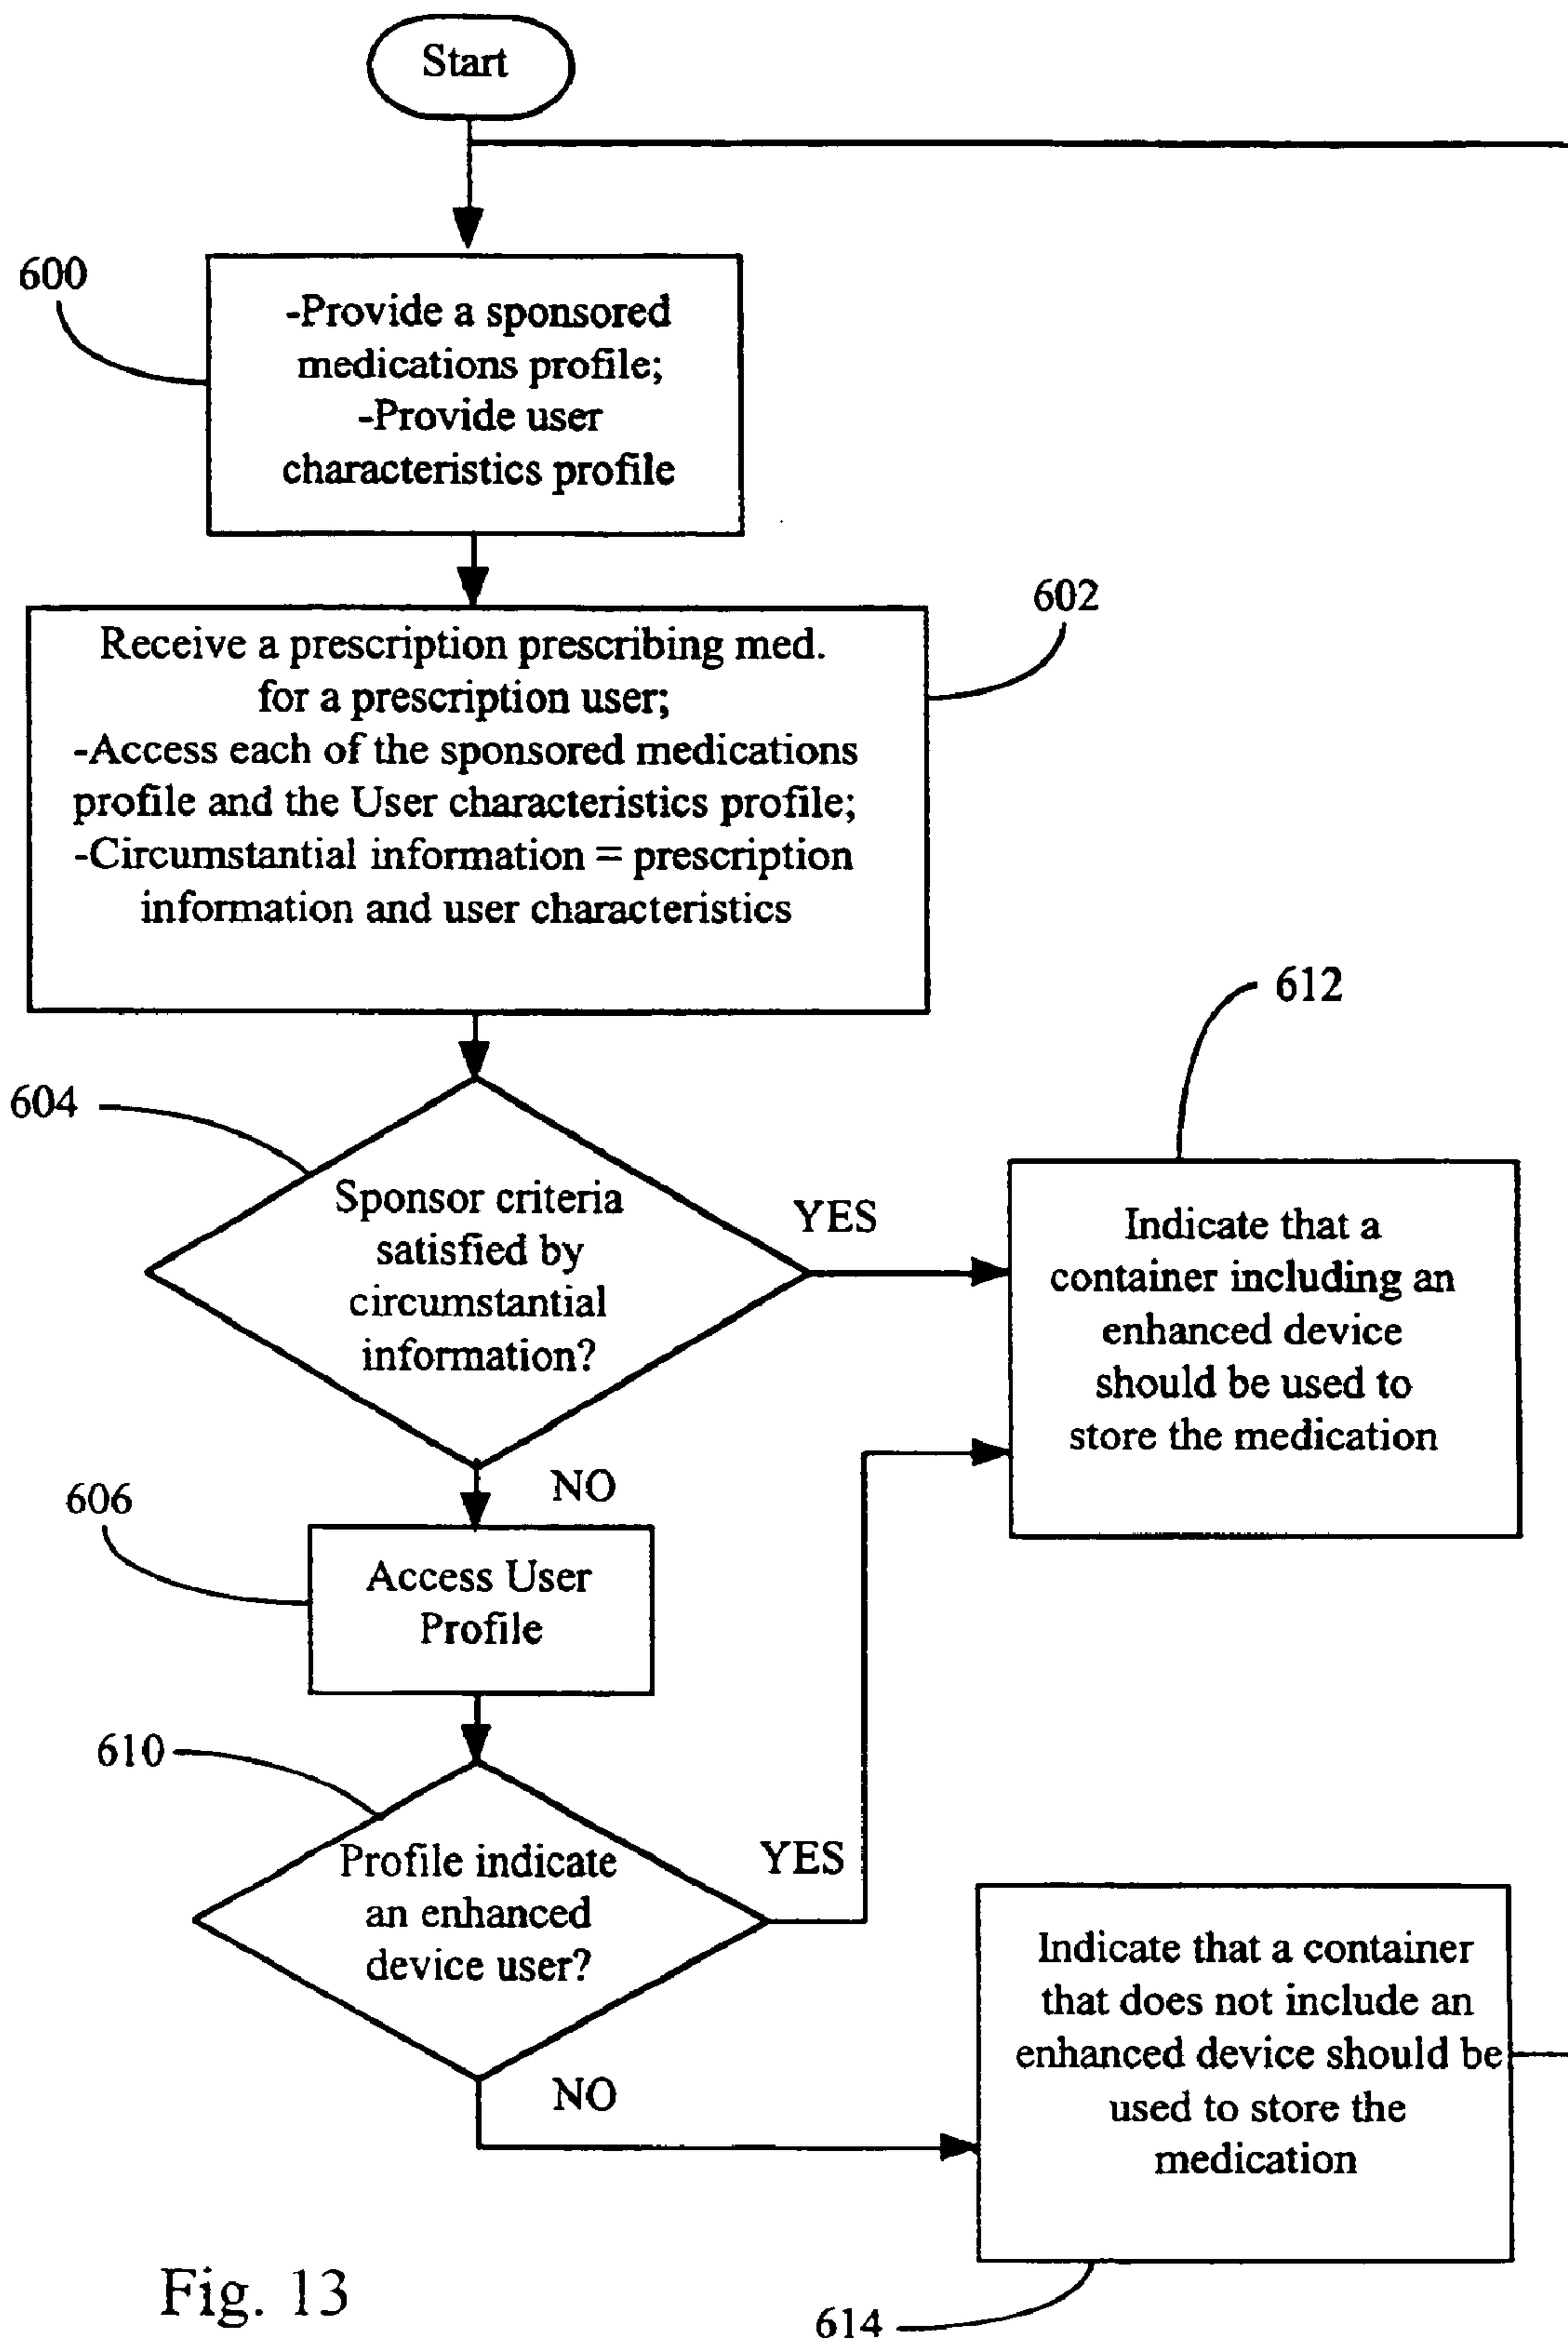 Start
600
-Provide a sponsored
medications profile;
-Provide user
characteristics profile
602
Receive a prescription prescribing med.
for a prescription user;
-Access each of the sponsored medications
profile and the User characteristics profile;
-Circumstantial information = prescription
information and user characteristics
604
Sponsor criteria
satisfied by
circumstantial
information?
YES
612
Indicate that a
container including an
enhanced device
should be used to
store the medication
NO
606
Access User
Profile
610
Profile indicate
an enhanced
device user?
YES
NO
Indicate that a container
that does not include an
enhanced device should be
used to store the
medication
614
Fig. 13